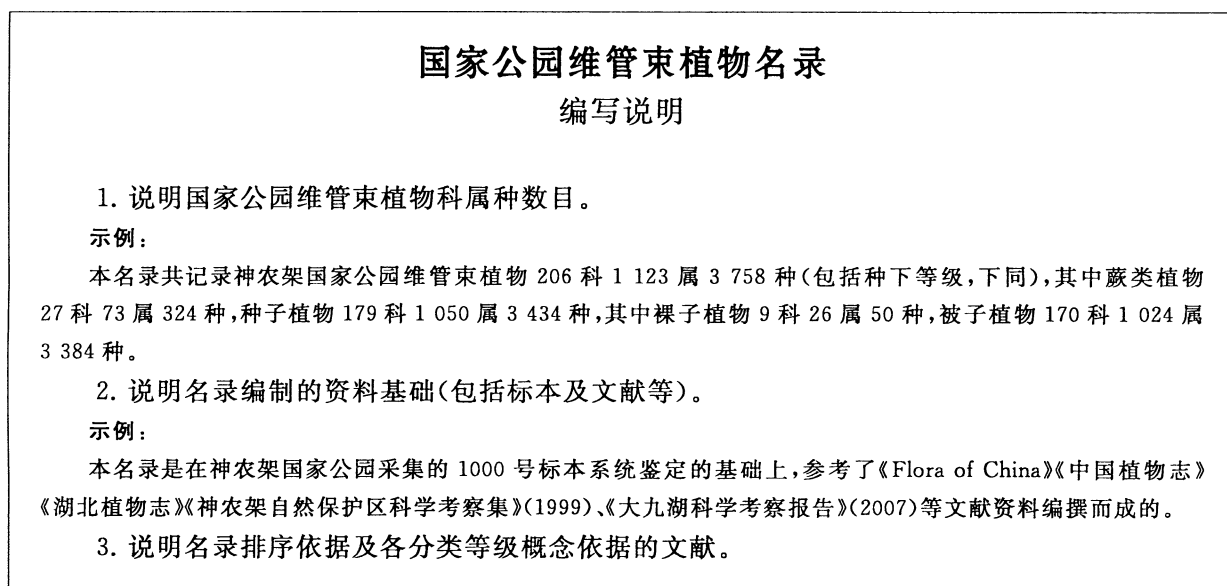 国家公园维管束植物名录
编写说明
1. 说明国家公园维管束植物科属种数目。
示例：
本名录共记录神农架国家公园维管束植物 206 科 1 123 属 3 758 种(包括种下等级,下同),其中蕨类植物
27 科 73 属 324 种,种子植物 179 科 1 050 属 3 434 种,其中裸子植物 9 科 26 属 50 种,被子植物 170 科 1 024 属
3 384 种。
2. 说明名录编制的资料基础(包括标本及文献等)。
示例：
本名录是在神农架国家公园采集的 1000 号标本系统鉴定的基础上,参考了《Flora of China》《中国植物志》
《湖北植物志》《神农架自然保护区科学考察集》(1999)、《大九湖科学考察报告》(2007)等文献资料编撰而成的。
3. 说明名录排序依据及各分类等级概念依据的文献。